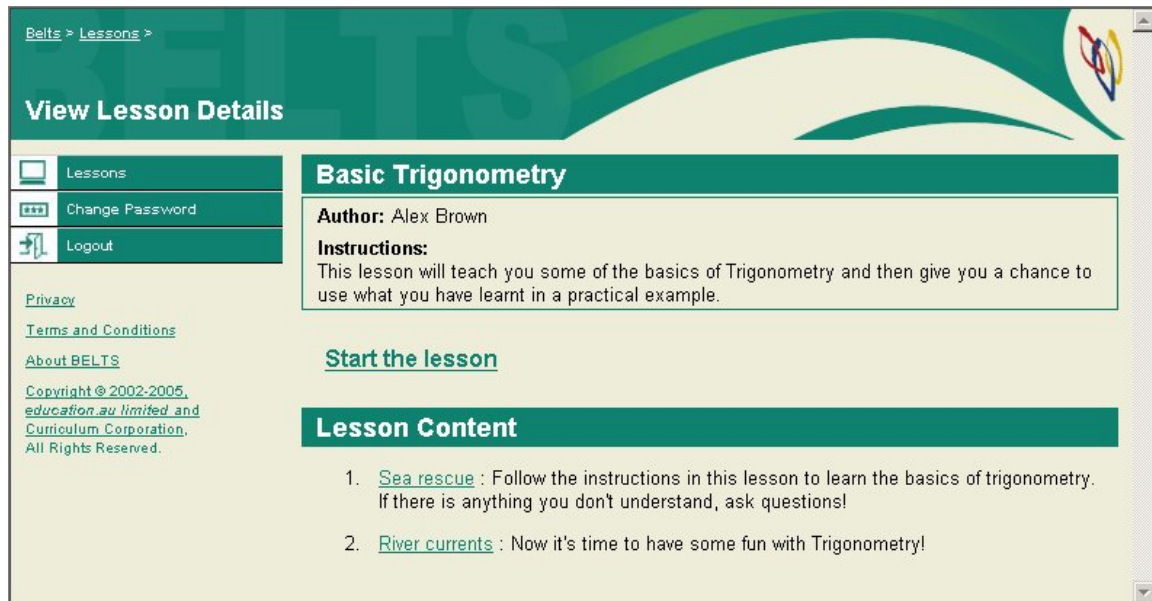 BELTS
Belts > Lessons >
View Lesson Details
Lessons
Change Password
Logout
Privacy
Terms and Conditions
About BELTS
Copyright © 2002-2005,
education.au limited and
Curriculum Corporation,
All Rights Reserved.
Basic Trigonometry
Author: Alex Brown
Instructions:
This lesson will teach you some of the basics of Trigonometry and then give you a chance to
use what you have learnt in a practical example.
Start the lesson
Lesson Content
1. Sea rescue : Follow the instructions in this lesson to learn the basics of trigonometry.
If there is anything you don't understand, ask questions!
2. River currents : Now it's time to have some fun with Trigonometry!